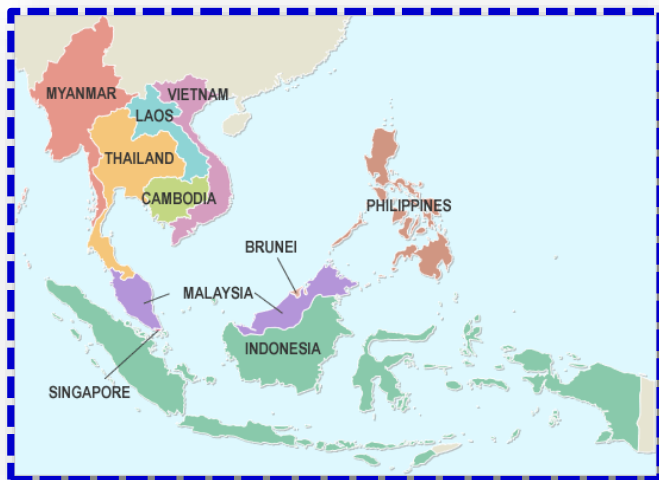 MYANMAR
VIETNAM
LAOS
THAILAND
CAMBODIA
PHILIPPINES
BRUNEI
MALAYSIA
INDONESIA
SINGAPORE